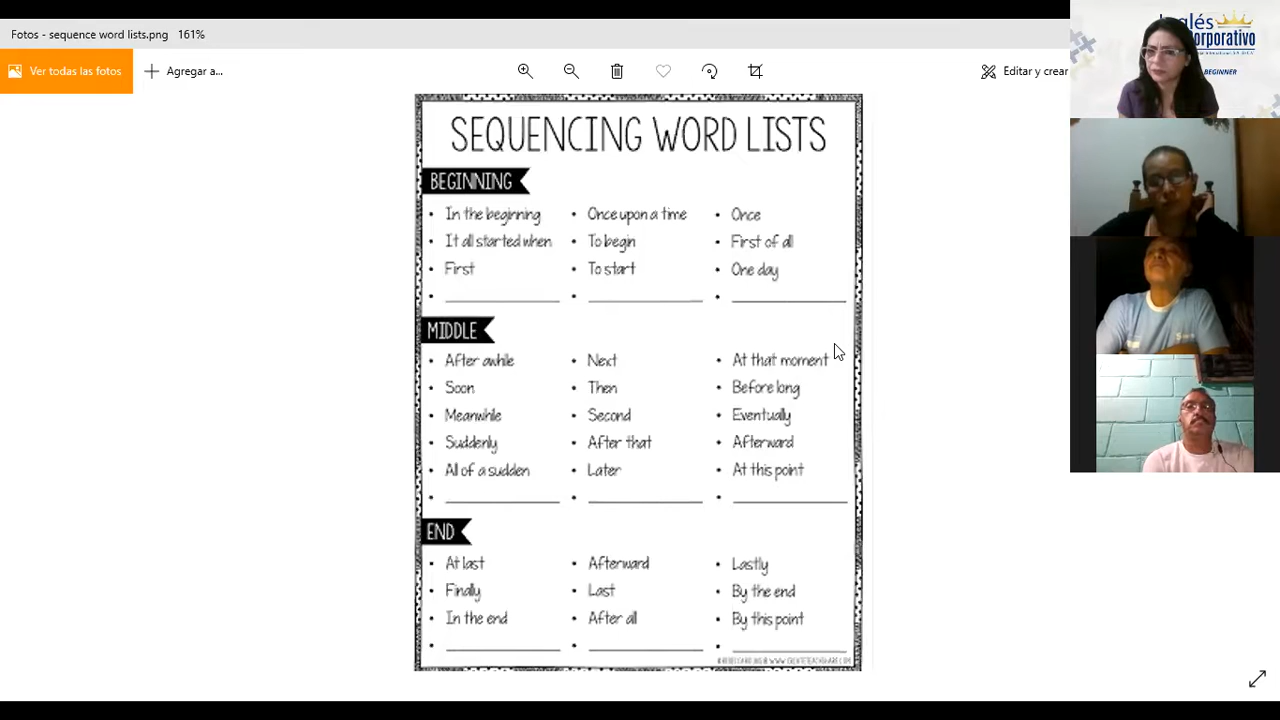 Fotos - sequence word lists.png 161%
Ver todas las fotos
Agregar a...
Editar y crear
Inglés
corporativo
BEGINNER
SEQUENCING WORD LISTS
BEGINNING
• In the beginning • Once upon a time • Once
• It all started when • To begin • First of all
• First • To start • One day
MIDDLE
• After awhile • Next • At that moment
• Soon • Then • Before long
• Meanwhile • Second • Eventually
• Suddenly • After that • Afterward
• All of a sudden • Later • At this point
END
• At last • Afterward • Lastly
• Finally • Last • By the end
• In the end • After all • By this point